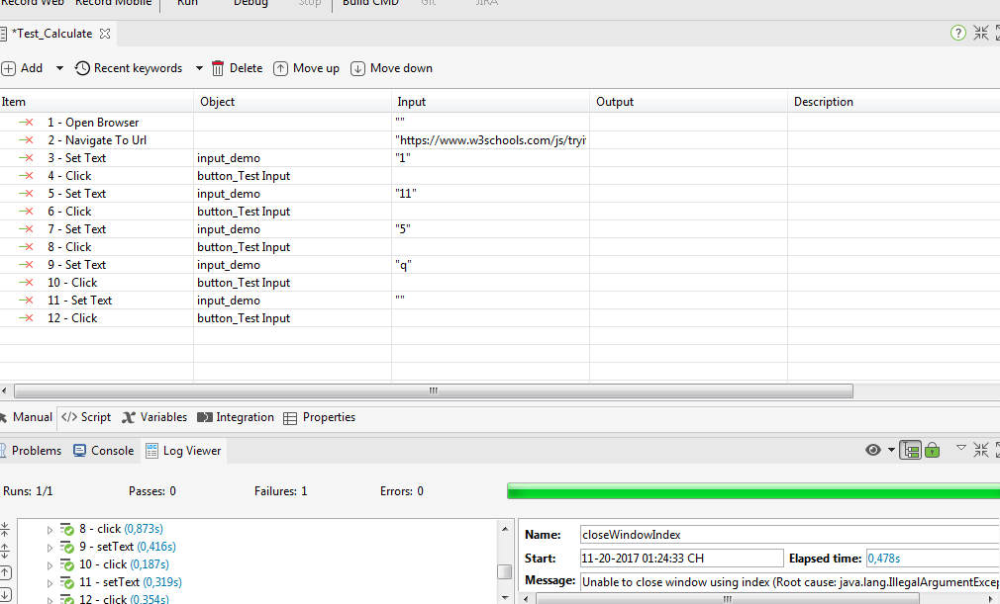 Record Web Record Mobile Run Debug Stop Build CMD Git JIRA
*Test_Calculate
Add Recent keywords Delete Move up Move down
Item Object Input Output Description
1 - Open Browser ""
2 - Navigate To Url "https://www.w3schools.com/js/tryi
3 - Set Text input_demo "1"
4 - Click button_Test Input
5 - Set Text input_demo "11"
6 - Click button_Test Input
7 - Set Text input_demo "5"
8 - Click button_Test Input
9 - Set Text input_demo "q"
10 - Click button_Test Input
11 - Set Text input_demo ""
12 - Click button_Test Input
Manual </> Script Variables Integration Properties
Problems Console Log Viewer
Runs: 1/1 Passes: 0 Failures: 1 Errors: 0
8 - click (0,873s)
9 - setText (0,416s)
10 - click (0,187s)
11 - setText (0,319s)
12 - click (0,354s)
Name: closeWindowIndex
Start: 11-20-2017 01:24:33 CH Elapsed time: 0,478s
Message: Unable to close window using index (Root cause: java.lang.IllegalArgumentExcep